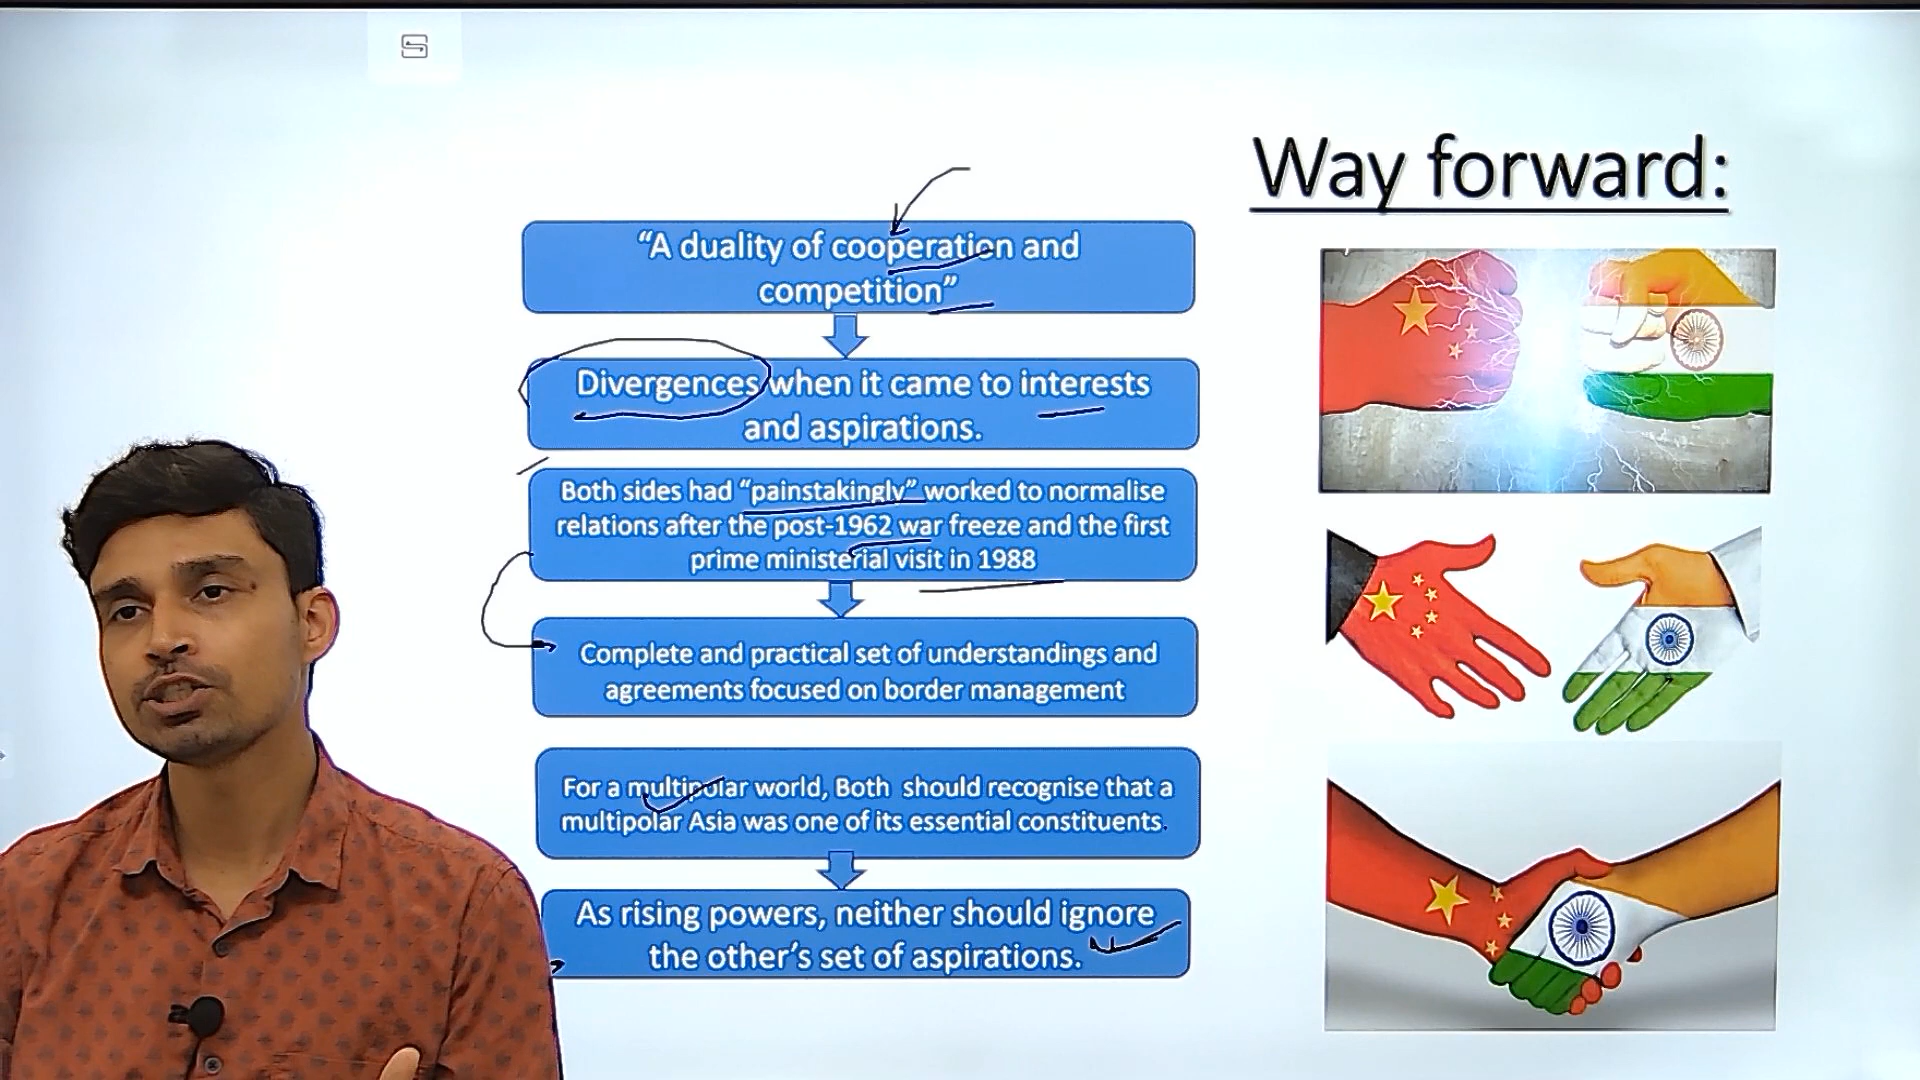 Way forward:
“A duality of cooperation and
competition”
Divergences when it came to interests
and aspirations.
Both sides had “painstakingly” worked to normalise
relations after the post-1962 war freeze and the first
prime ministerial visit in 1988
Complete and practical set of understandings and
agreements focused on border management
For a multipolar world, Both should recognise that a
multipolar Asia was one of its essential constituents.
As rising powers, neither should ignore
the other’s set of aspirations.